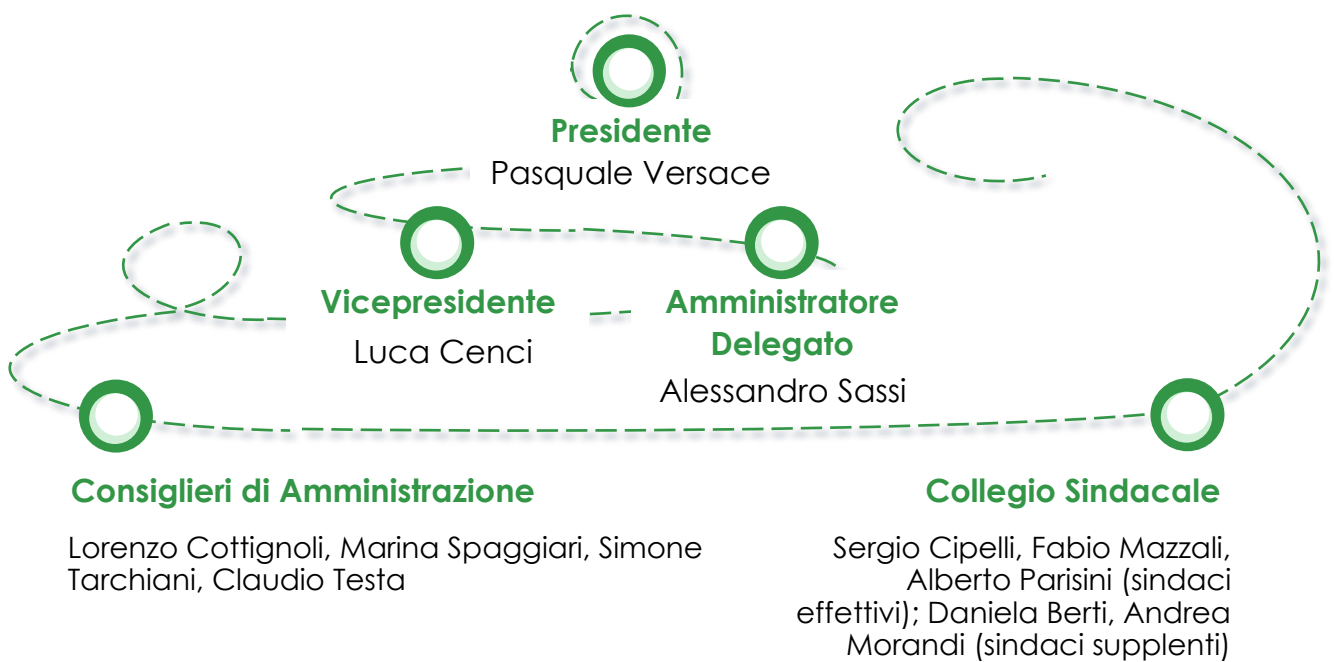 Presidente
Pasquale Versace
Vicepresidente
Luca Cenci
Amministratore
Delegato
Alessandro Sassi
Consiglieri di Amministrazione
Lorenzo Cottignoli, Marina Spaggiari, Simone
Tarchiani, Claudio Testa
Collegio Sindacale
Sergio Cipelli, Fabio Mazzali,
Alberto Parisini (sindaci
effettivi); Daniela Berti, Andrea
Morandi (sindaci supplenti)